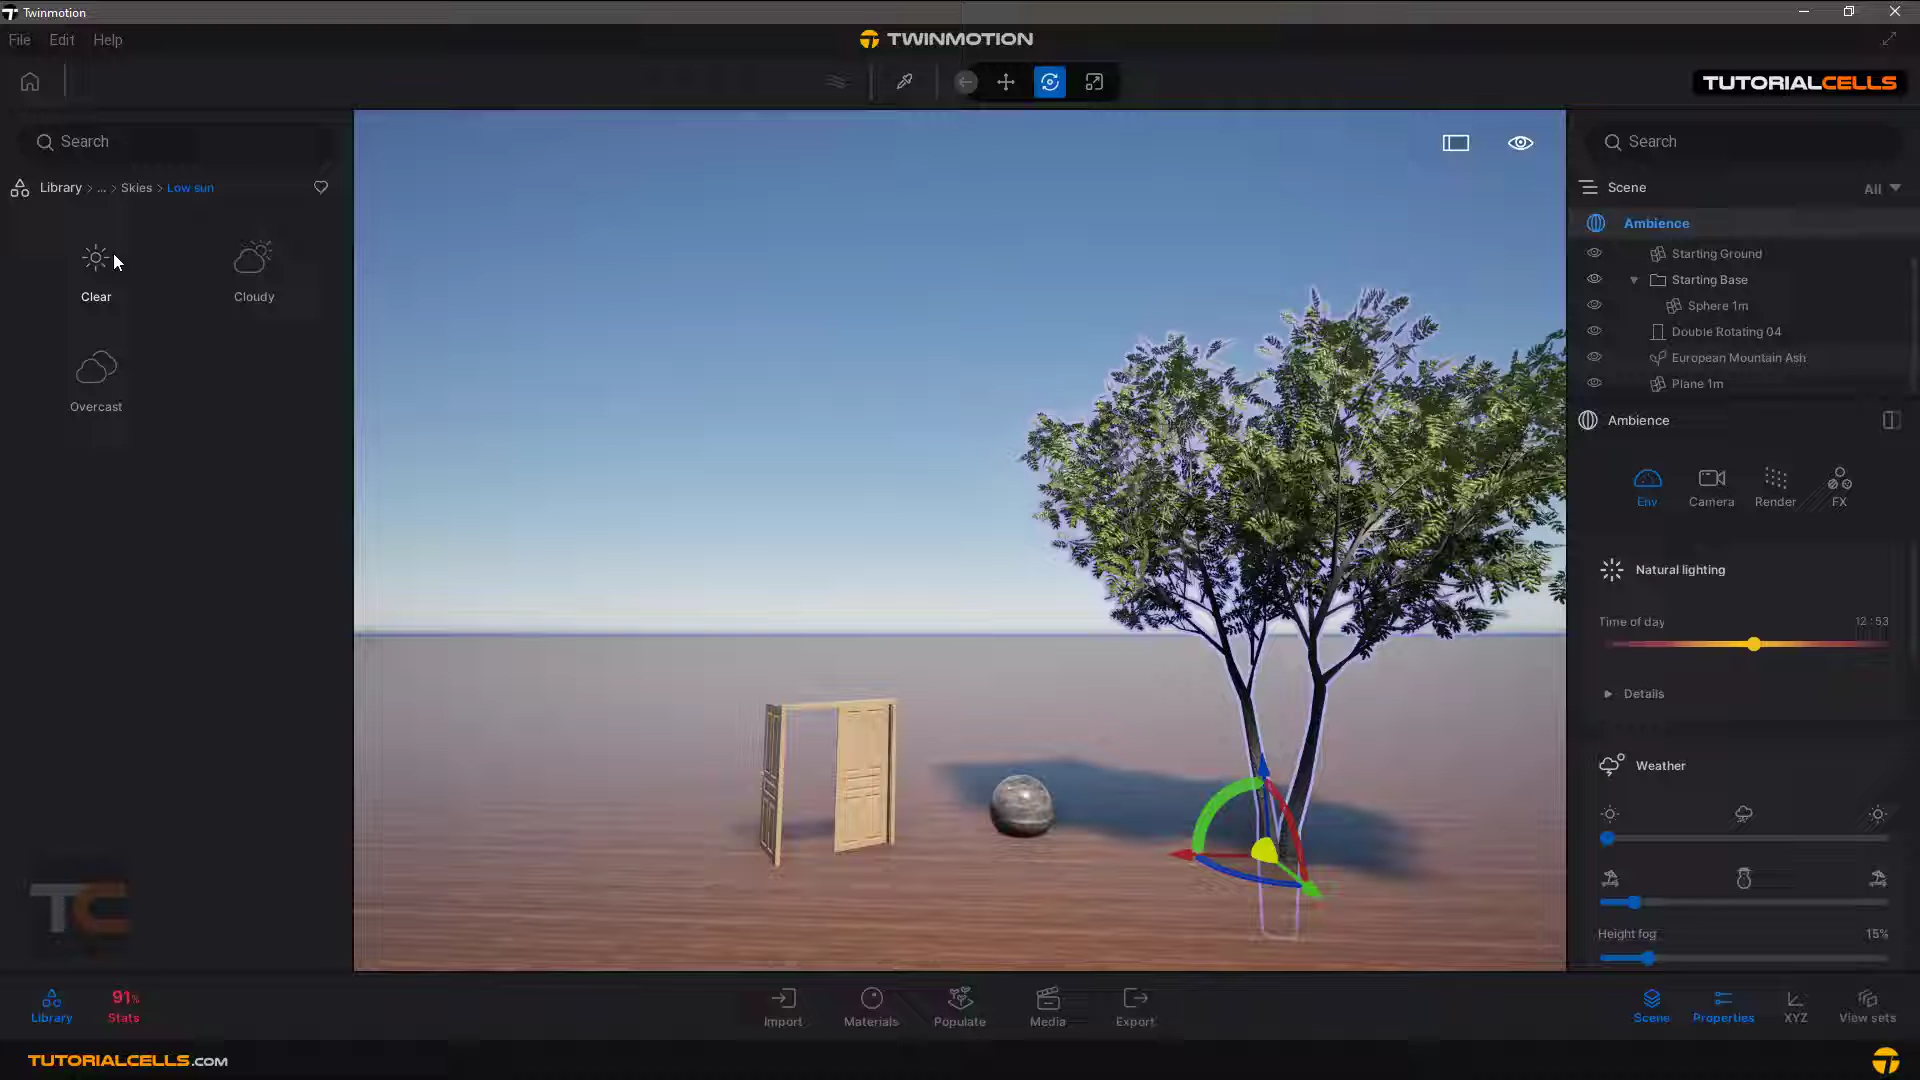 Twinmotion
File Edit Help
TWINMOTION
TUTORIALCELLS
Search
Library > ... > Skies > Low sun
Clear
Cloudy
Overcast
Search
Scene
All
Ambience
Starting Ground
Starting Base
Sphere 1m
Double Rotating 04
European Mountain Ash
Plane 1m
Ambience
Env
Camera
Render
FX
Natural lighting
Time of day
12:53
Details
Weather
Height fog
15%
TC
Library
91%
Stats
Import
Materials
Populate
Media
Export
Scene
Properties
XYZ
View sets
TUTORIALCELLS.COM